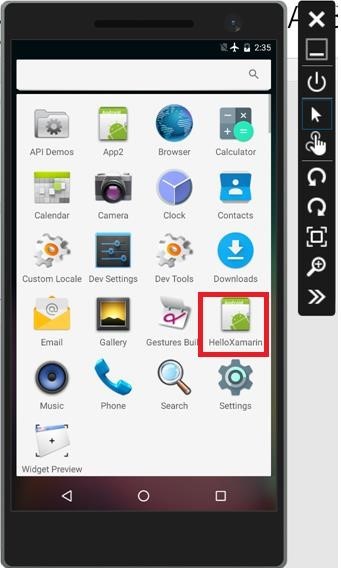 2:35
API Demos
App2
Browser
Calculator
Calendar
Camera
Clock
Contacts
Custom Locale
Dev Settings
Dev Tools
Downloads
Email
Gallery
Gestures Buil
HelloXamarin
Music
Phone
Search
Settings
Widget Preview